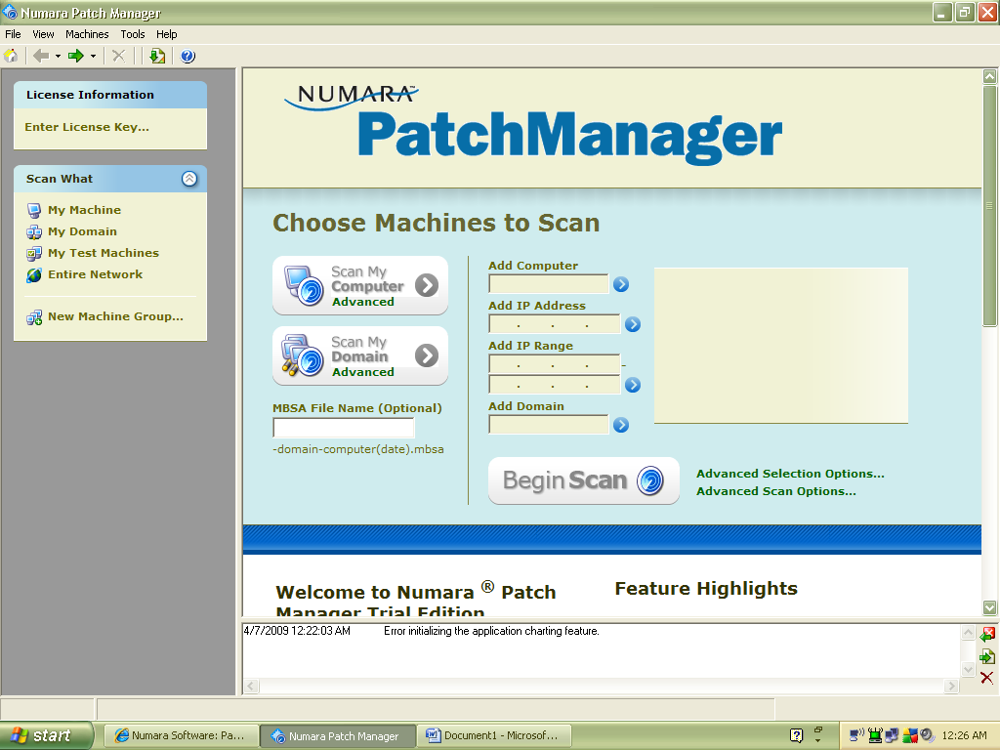 Numara Patch Manager
File View Machines Tools Help
License Information
Enter License Key...
Scan What
My Machine
My Domain
My Test Machines
Entire Network
New Machine Group...
NUMARA™
PatchManager
Choose Machines to Scan
Scan My
Computer
Advanced
Scan My
Domain
Advanced
MBSA File Name (Optional)
-domain-computer(date).mbsa
Add Computer
Add IP Address
. . .
Add IP Range
. . . -
. . .
Add Domain
Begin Scan
Advanced Selection Options...
Advanced Scan Options...
Welcome to Numara ® Patch
Manager Trial Edition
Feature Highlights
4/7/2009 12:22:03 AM Error initializing the application charting feature.
start Numara Software: Pa... Numara Patch Manager Document1 - Microsof... 12:26 AM